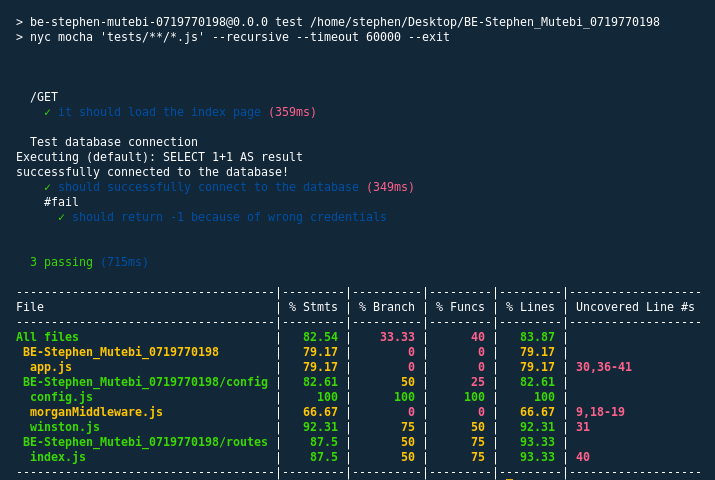 > be-stephen-mutebi-0719770198@0.0.0 test /home/stephen/Desktop/BE-Stephen_Mutebi_0719770198
> nyc mocha 'tests/**/*.js' --recursive --timeout 60000 --exit
/GET
✓ it should load the index page (359ms)
Test database connection
Executing (default): SELECT 1+1 AS result
successfully connected to the database!
✓ should successfully connect to the database (349ms)
#fail
✓ should return -1 because of wrong credentials
3 passing (715ms)
-------------------------------------|---------|----------|---------|---------|-------------------
File | % Stmts | % Branch | % Funcs | % Lines | Uncovered Line #s
-------------------------------------|---------|----------|---------|---------|-------------------
All files | 82.54 | 33.33 | 40 | 83.87 |
BE-Stephen_Mutebi_0719770198 | 79.17 | 0 | 0 | 79.17 |
app.js | 79.17 | 0 | 0 | 79.17 | 30,36-41
BE-Stephen_Mutebi_0719770198/config | 82.61 | 50 | 25 | 82.61 |
config.js | 100 | 100 | 100 | 100 |
morganMiddleware.js | 66.67 | 0 | 0 | 66.67 | 9,18-19
winston.js | 92.31 | 75 | 50 | 92.31 | 31
BE-Stephen_Mutebi_0719770198/routes | 87.5 | 50 | 75 | 93.33 |
index.js | 87.5 | 50 | 75 | 93.33 | 40
-------------------------------------|---------|----------|---------|---------|-------------------